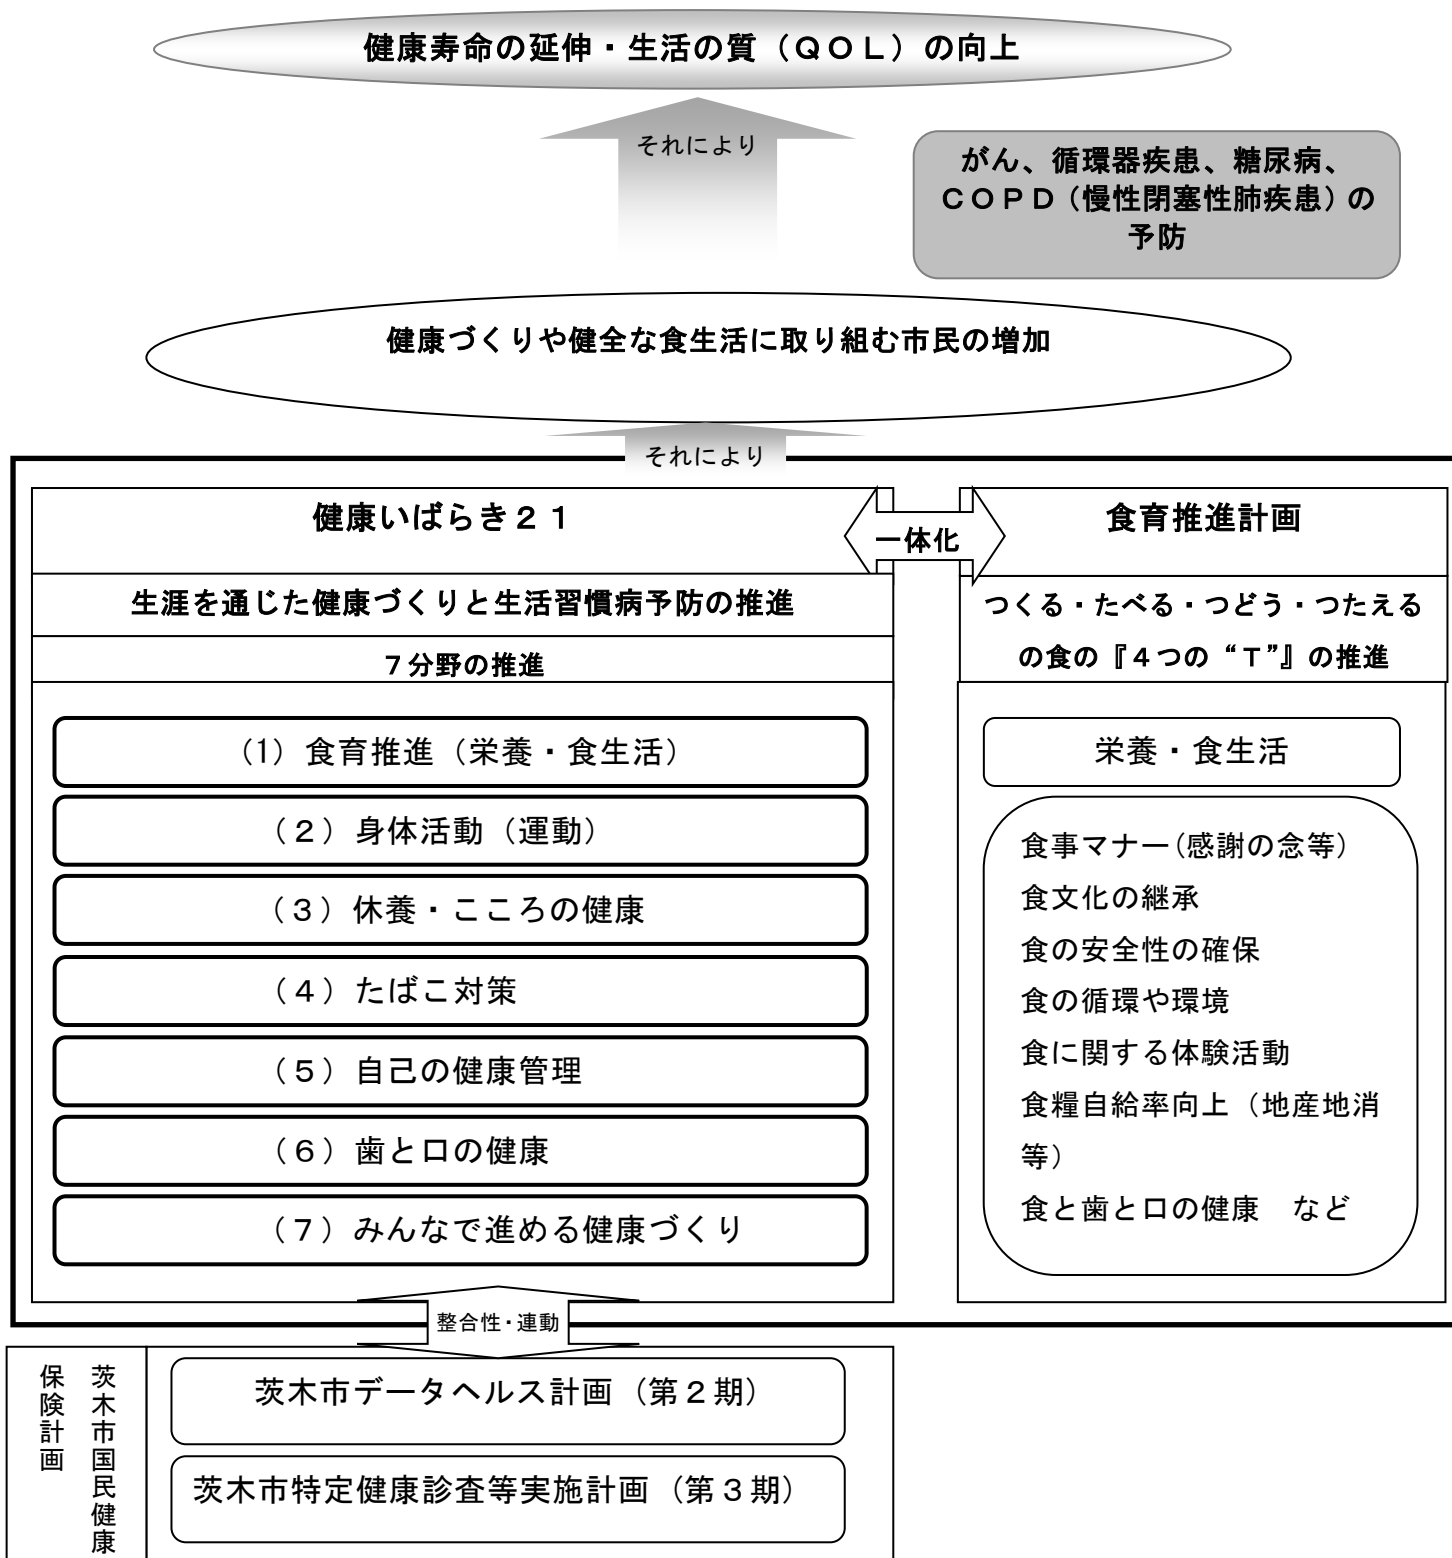 健康寿命の延伸・生活の質（ＱＯＬ）の向上
それにより
がん、循環器疾患、糖尿病、
ＣＯＰＤ（慢性閉塞性肺疾患）の
予防
健康づくりや健全な食生活に取り組む市民の増加
それにより
健康いばらき２１
一体化
食育推進計画
生涯を通じた健康づくりと生活習慣病予防の推進
７分野の推進
つくる・たべる・つどう・つたえる
の食の『４つの“Ｔ”』の推進
（1）食育推進（栄養・食生活）
（２）身体活動（運動）
（３）休養・こころの健康
（４）たばこ対策
（５）自己の健康管理
（６）歯と口の健康
（７）みんなで進める健康づくり
栄養・食生活
食事マナー（感謝の念等）
食文化の継承
食の安全性の確保
食の循環や環境
食に関する体験活動
食糧自給率向上（地産地消
等）
食と歯と口の健康　など
整合性・連動
茨木市国民健康
保険計画
茨木市データヘルス計画（第２期）
茨木市特定健康診査等実施計画（第３期）